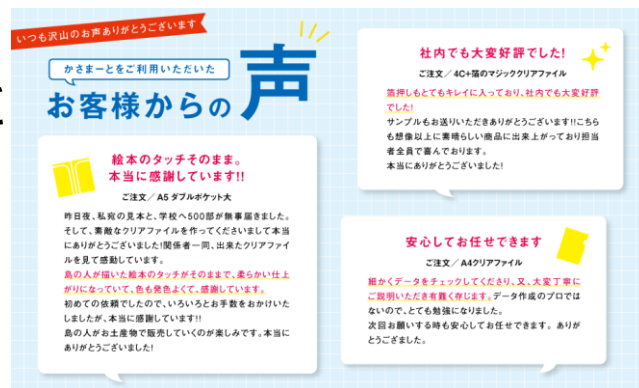 いつも沢山のお声ありがとうございます
かさまーとをご利用いただいた
お客様からの声
絵本のタッチそのまま。
本当に感謝しています!!
ご注文／A5 ダブルポケット大
昨日夜、私宛の見本と、学校へ500部が無事届きました。
そして、素敵なクリアファイルを作ってくださいまして本当
にありがとうございました!関係者一同、出来たクリアファイ
ルを見て感動しています。
島の人が描いた絵本のタッチがそのままで、柔らかい仕上
がりになっていて、色も発色よくて、感謝しています。
初めての依頼でしたので、いろいろとお手数をおかけいた
しましたが、本当に感謝しています!!
島の人がお土産物で販売していくのが楽しみです。本当に
ありがとうございました!
社内でも大変好評でした!
ご注文／4C+箔のマジッククリアファイル
箔押しもとてもキレイに入っており、社内でも大変好評
でした!
サンプルもお送りいただきありがとうございます!!こちら
も想像以上に素晴らしい商品に出来上がっており担当
者全員で喜んでおります。
本当にありがとうございました!
安心してお任せできます
ご注文／ A4クリアファイル
細かくデータをチェックしてくださり、又、大変丁寧に
ご説明いただき有難く存じます。データ作成のプロでは
ないので、とても勉強になりました。
次回お願いする時も安心してお任せできます。ありが
とうござました。